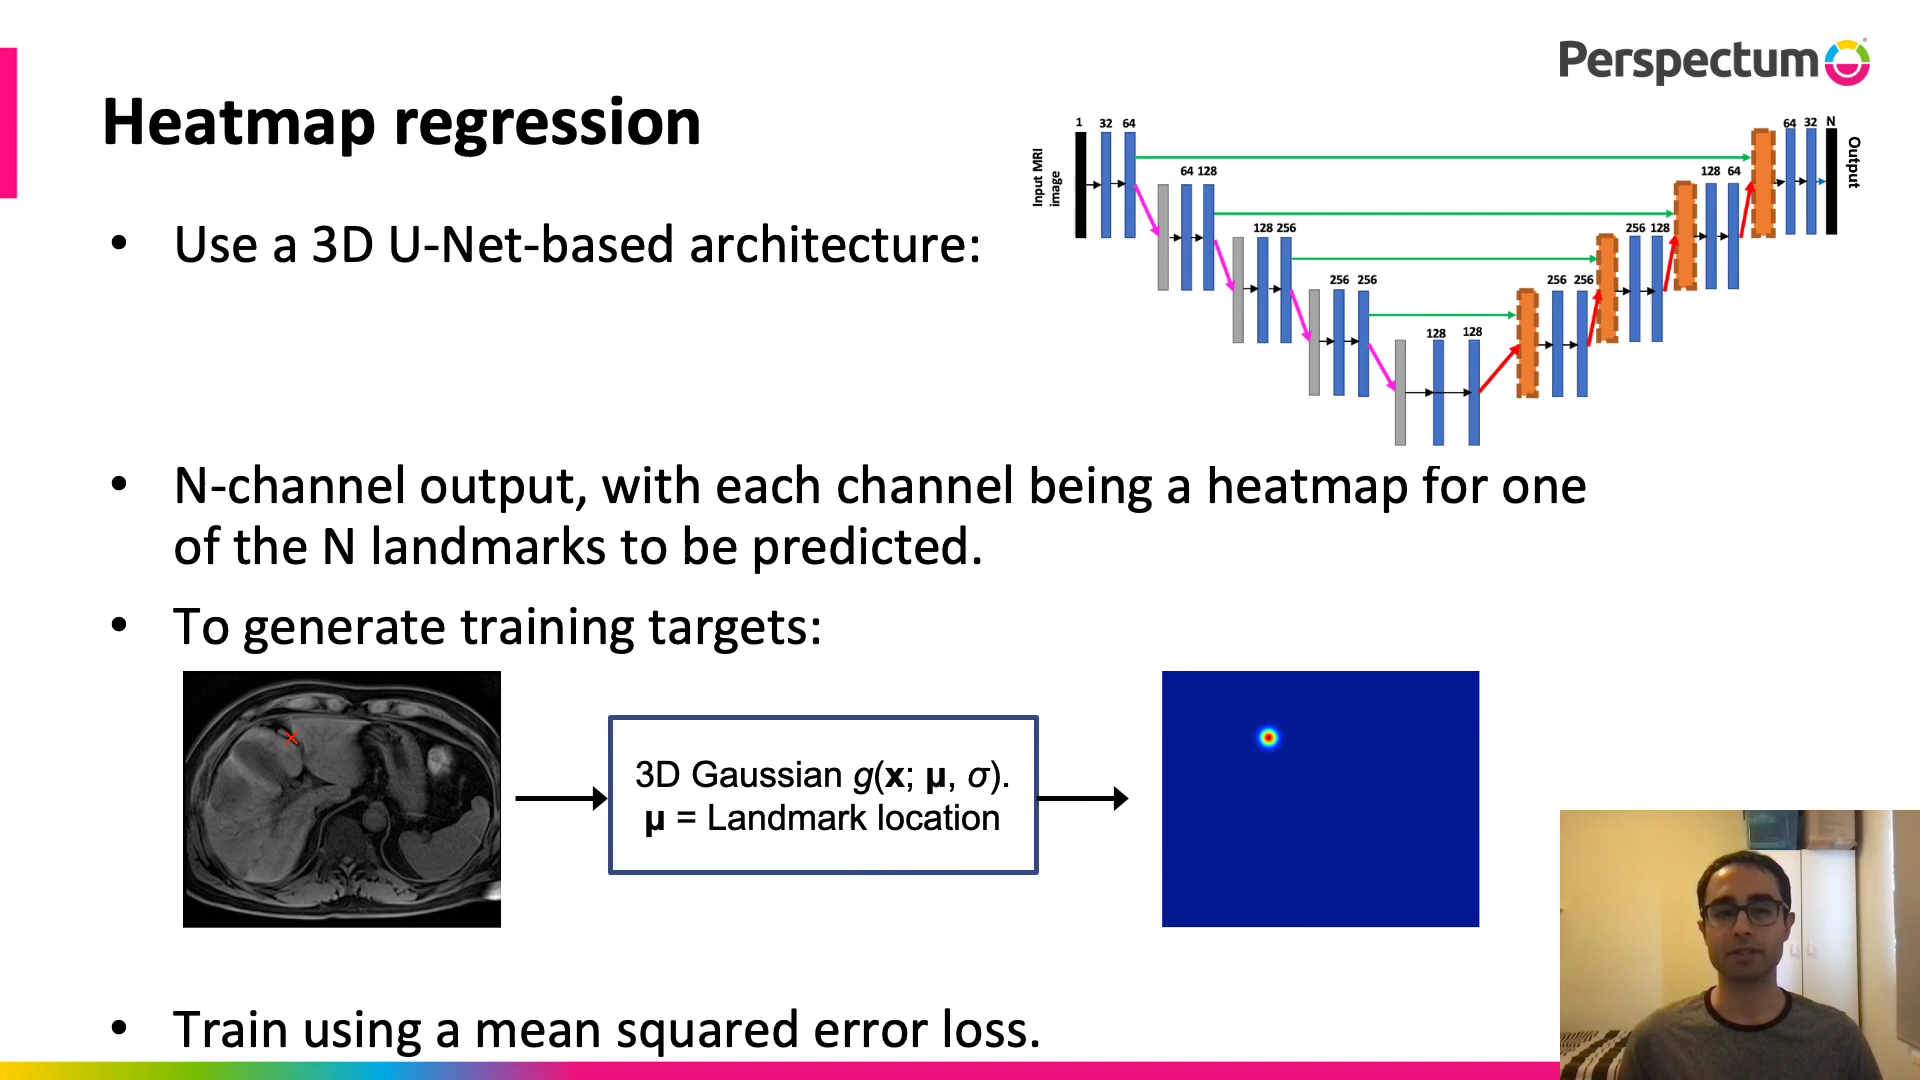 Perspectum
Heatmap regression
1 32 64
64 32 N
Input MRI
image
Output
64 128
128 64
128 256
256 128
256 256
256 256
128 128
• Use a 3D U-Net-based architecture:
• N-channel output, with each channel being a heatmap for one
of the N landmarks to be predicted.
• To generate training targets:
3D Gaussian g(x; μ, σ).
μ = Landmark location
• Train using a mean squared error loss.